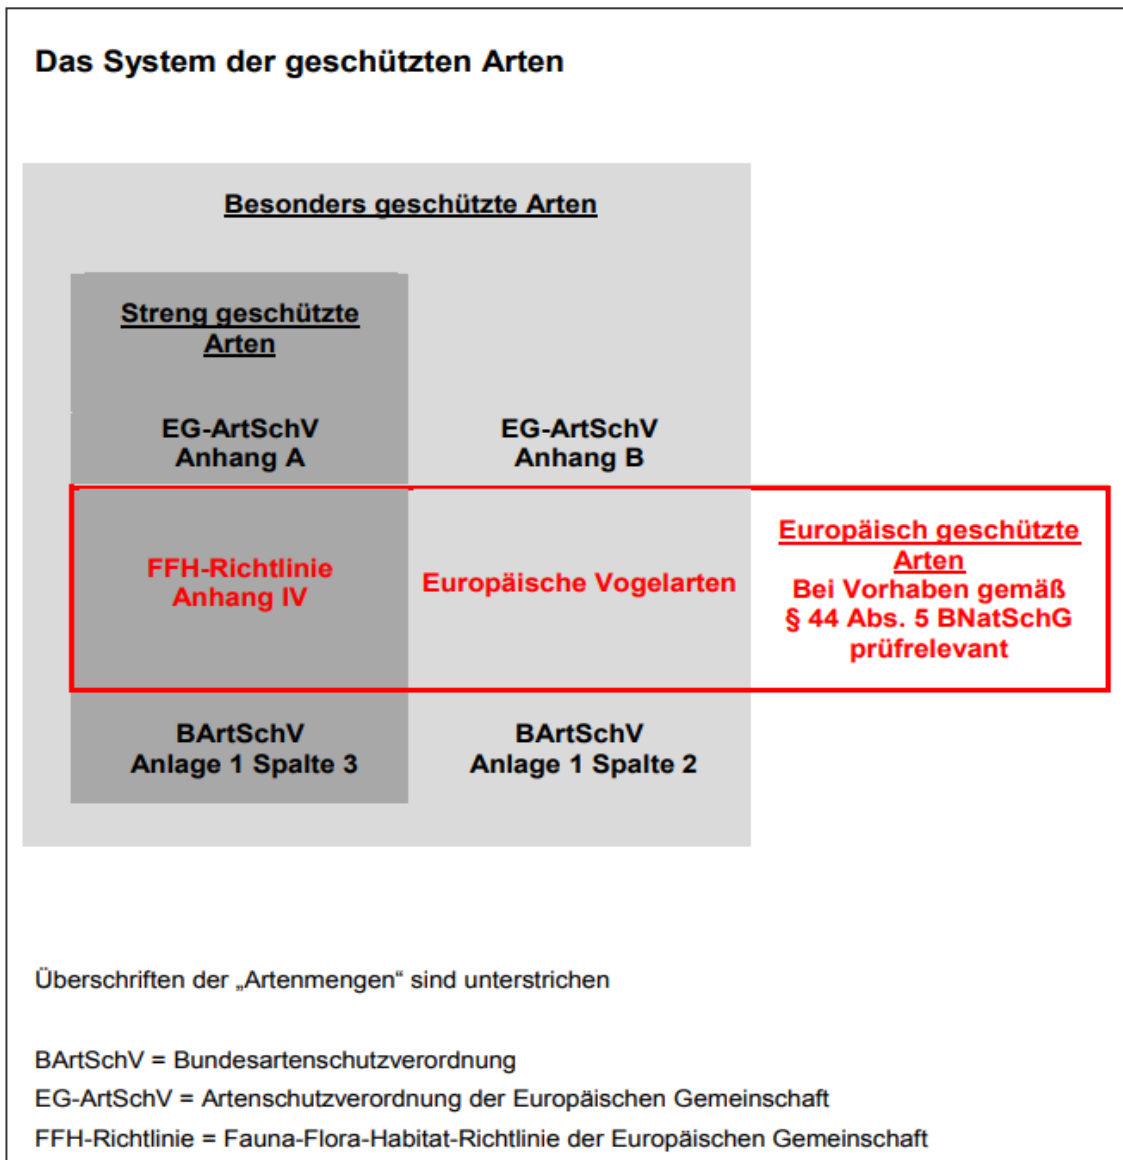 Das System der geschützten Arten
Besonders geschützte Arten
Streng geschützte
Arten
EG-ArtSchV
Anhang A
EG-ArtSchV
Anhang B
FFH-Richtlinie
Anhang IV
Europäische Vogelarten
Europäisch geschützte
Arten
Bei Vorhaben gemäß
§ 44 Abs. 5 BNatSchG
prüfrelevant
BArtSchV
Anlage 1 Spalte 3
BArtSchV
Anlage 1 Spalte 2
Überschriften der „Artenmengen“ sind unterstrichen
BArtSchV = Bundesartenschutzverordnung
EG-ArtSchV = Artenschutzverordnung der Europäischen Gemeinschaft
FFH-Richtlinie = Fauna-Flora-Habitat-Richtlinie der Europäischen Gemeinschaft